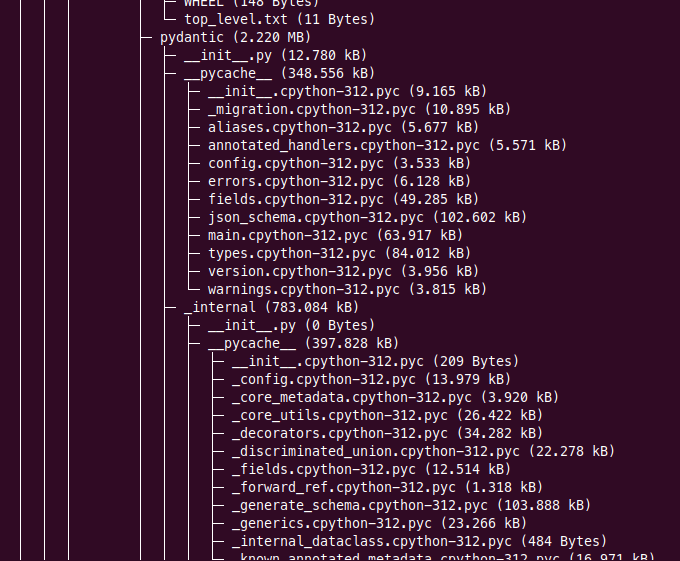 WHEEL (148 Bytes)
top_level.txt (11 Bytes)
pydantic (2.220 MB)
__init__.py (12.780 kB)
__pycache__ (348.556 kB)
__init__.cpython-312.pyc (9.165 kB)
_migration.cpython-312.pyc (10.895 kB)
aliases.cpython-312.pyc (5.677 kB)
annotated_handlers.cpython-312.pyc (5.571 kB)
config.cpython-312.pyc (3.533 kB)
errors.cpython-312.pyc (6.128 kB)
fields.cpython-312.pyc (49.285 kB)
json_schema.cpython-312.pyc (102.602 kB)
main.cpython-312.pyc (63.917 kB)
types.cpython-312.pyc (84.012 kB)
version.cpython-312.pyc (3.956 kB)
warnings.cpython-312.pyc (3.815 kB)
_internal (783.084 kB)
__init__.py (0 Bytes)
__pycache__ (397.828 kB)
__init__.cpython-312.pyc (209 Bytes)
_config.cpython-312.pyc (13.979 kB)
_core_metadata.cpython-312.pyc (3.920 kB)
_core_utils.cpython-312.pyc (26.422 kB)
_decorators.cpython-312.pyc (34.282 kB)
_discriminated_union.cpython-312.pyc (22.278 kB)
_fields.cpython-312.pyc (12.514 kB)
_forward_ref.cpython-312.pyc (1.318 kB)
_generate_schema.cpython-312.pyc (103.888 kB)
_generics.cpython-312.pyc (23.266 kB)
_internal_dataclass.cpython-312.pyc (484 Bytes)
_known_annotated_metadata.cpython-312.pyc (16.971 kB)